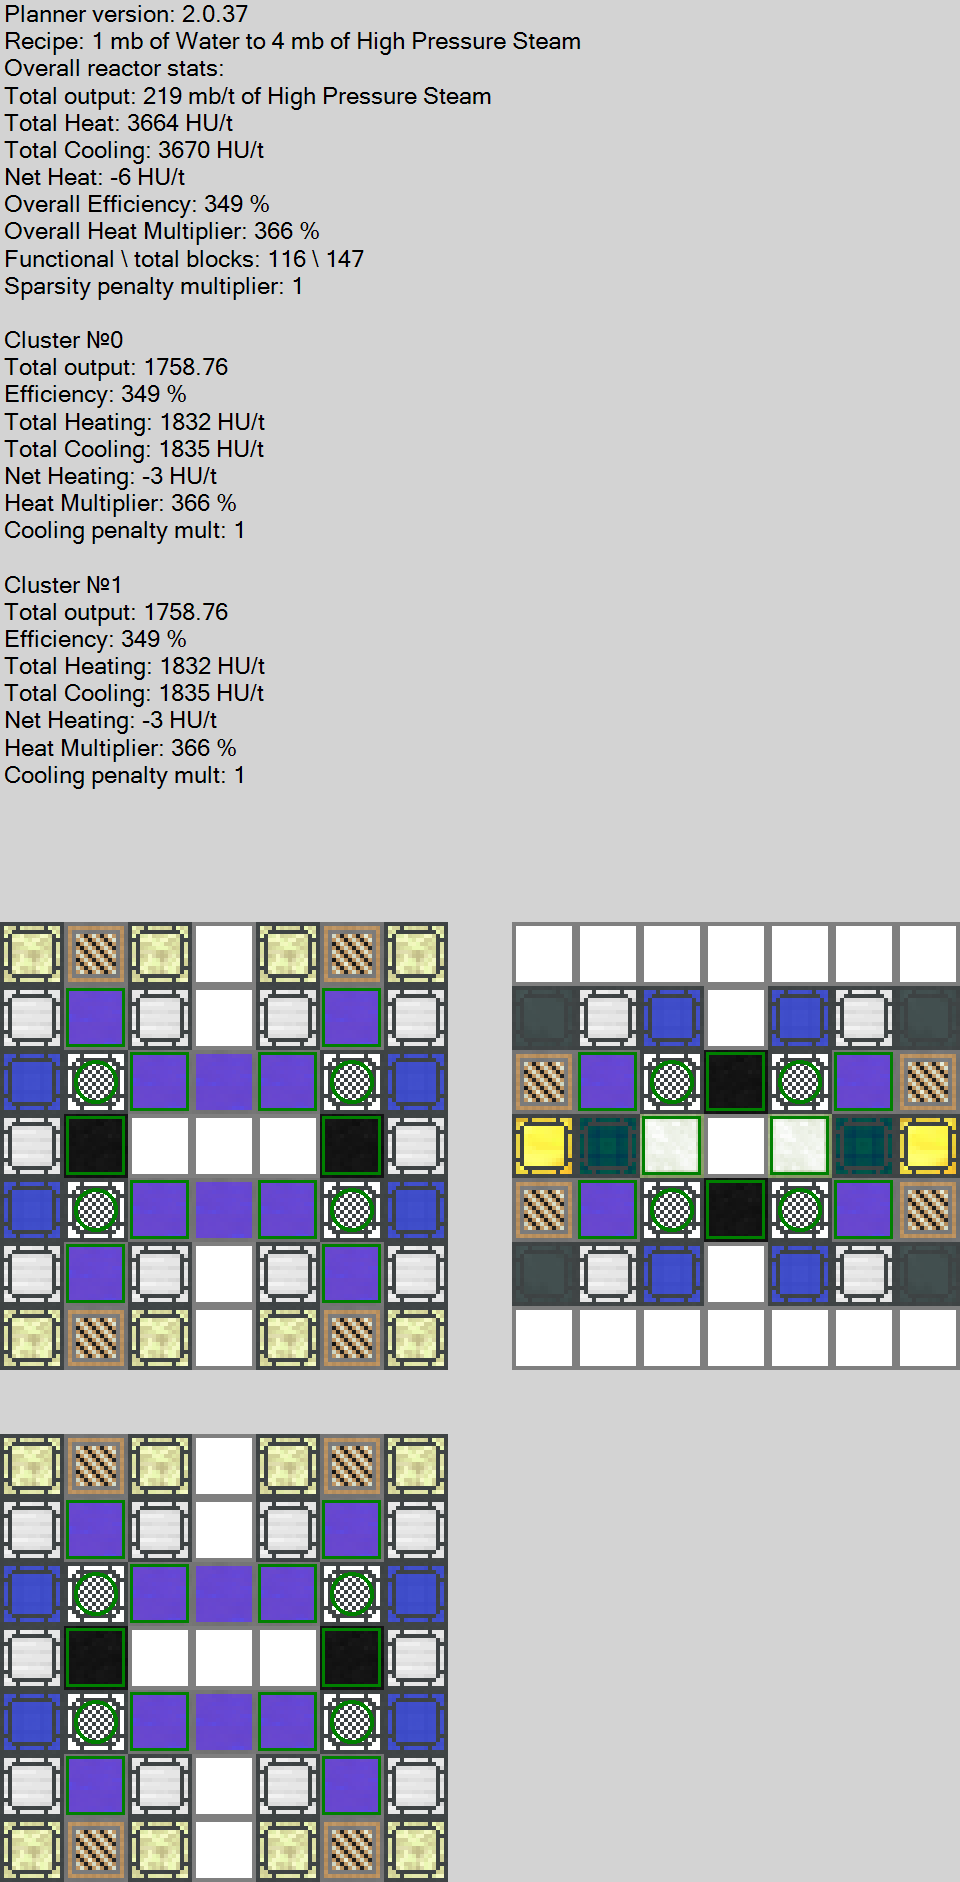 Planner version: 2.0.37
Recipe: 1 mb of Water to 4 mb of High Pressure Steam
Overall reactor stats:
Total output: 219 mb/t of High Pressure Steam
Total Heat: 3664 HU/t
Total Cooling: 3670 HU/t
Net Heat: -6 HU/t
Overall Efficiency: 349 %
Overall Heat Multiplier: 366 %
Functional \ total blocks: 116 \ 147
Sparsity penalty multiplier: 1
Cluster №0
Total output: 1758.76
Efficiency: 349 %
Total Heating: 1832 HU/t
Total Cooling: 1835 HU/t
Net Heating: -3 HU/t
Heat Multiplier: 366 %
Cooling penalty mult: 1
Cluster №1
Total output: 1758.76
Efficiency: 349 %
Total Heating: 1832 HU/t
Total Cooling: 1835 HU/t
Net Heating: -3 HU/t
Heat Multiplier: 366 %
Cooling penalty mult: 1